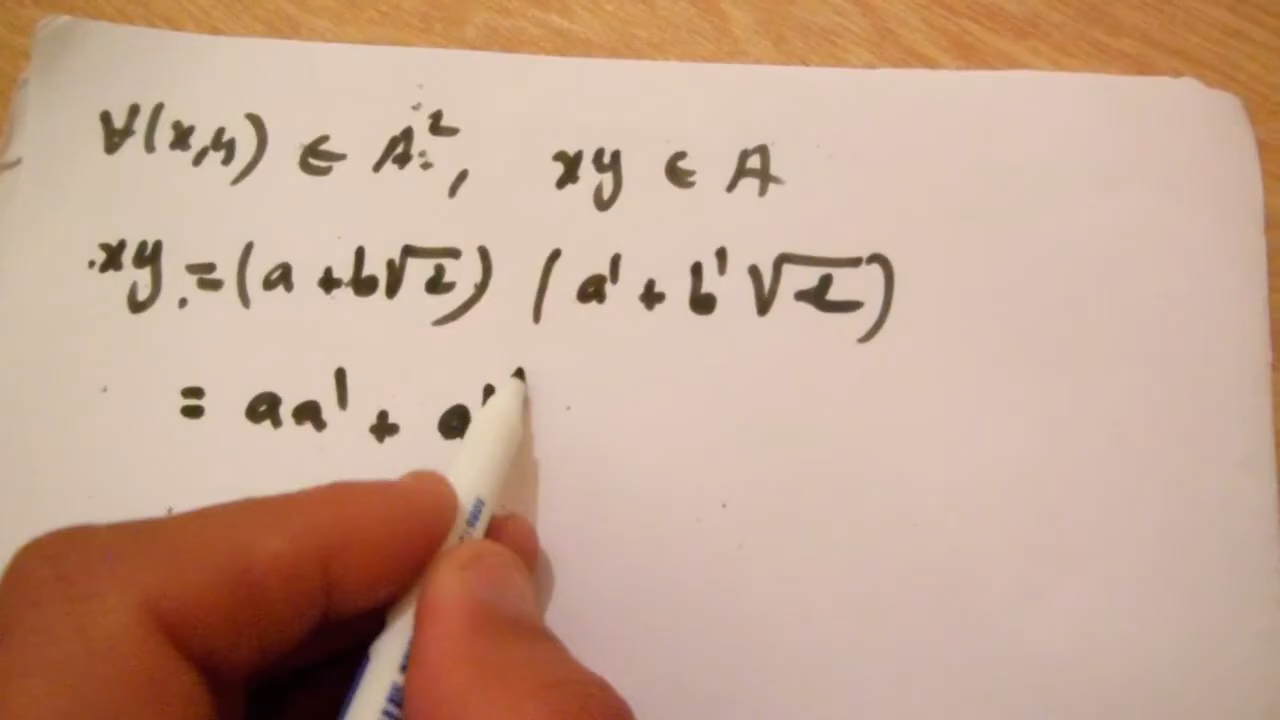 ∀(x,y) ∈ A², xy ∈ A
xy = (a + b√2) (a' + b'√2)
= aa' + a'